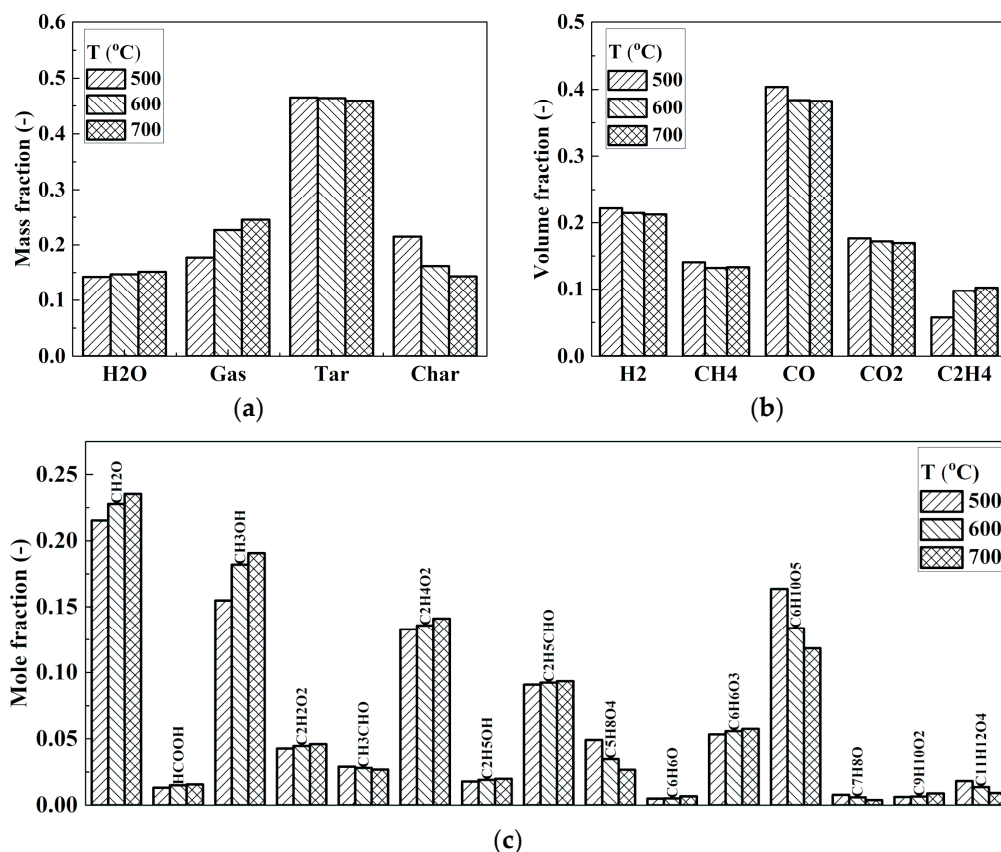 0.6
0.5
0.4
0.3
0.2
0.1
0.0
Mass fraction (-)
T (°C)
500
600
700
H2O Gas Tar Char
(a)
0.5
0.4
0.3
0.2
0.1
0.0
Volume fraction (-)
T (°C)
500
600
700
H2 CH4 CO CO2 C2H4
(b)
0.25
0.20
0.15
0.10
0.05
0.00
Mole fraction (-)
CH2O
HCOOH
CH3OH
C2H2O2
CH3CHO
C2H4O2
C2H5OH
C2H5CHO
C5H8O4
C6H6O
C6H6O3
C6H10O5
C7H8O
C9H10O2
C11H12O4
T (°C)
500
600
700
(c)